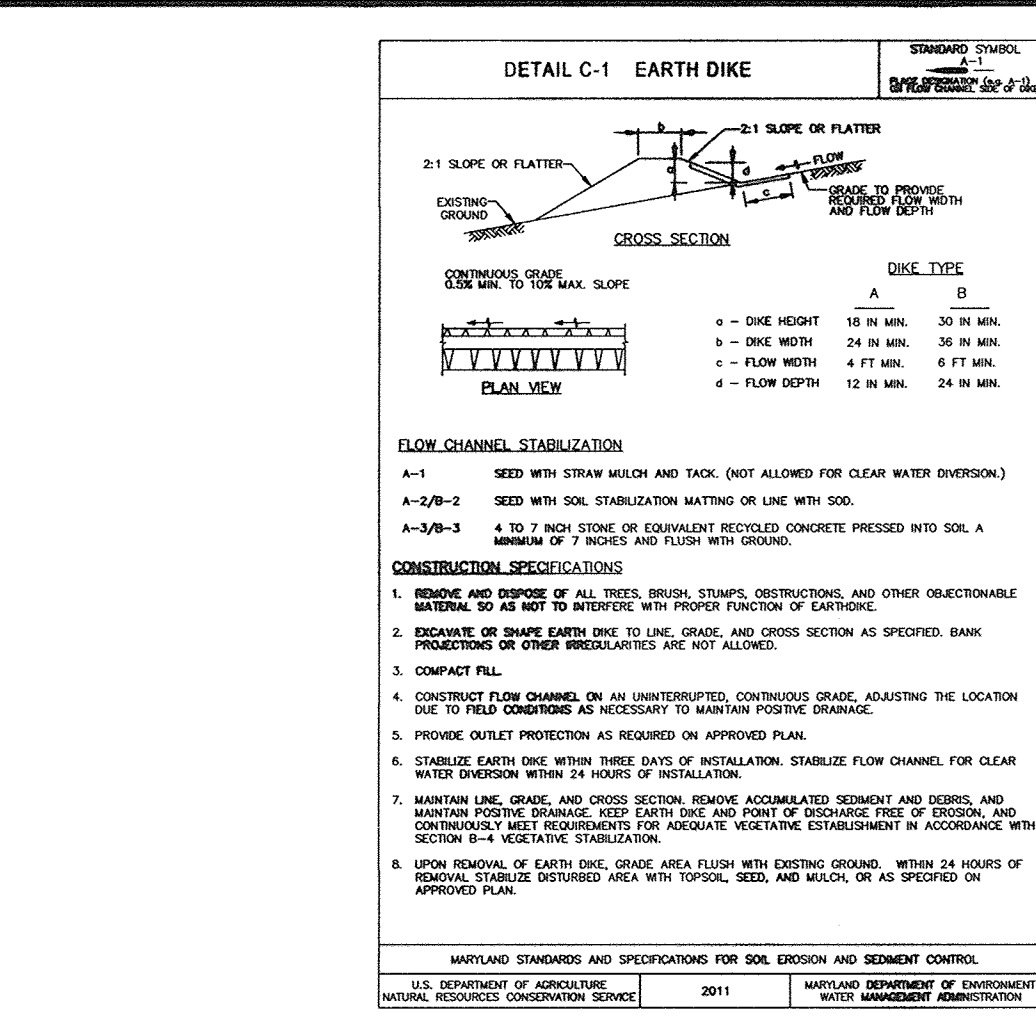 DETAIL C-1 EARTH DIKE
STANDARD SYMBOL
A-1
PLACE DESIGNATION (e.g. A-1)
ON FLOW CHANNEL SIDE OF DIKE
b
2:1 SLOPE OR FLATTER
2:1 SLOPE OR FLATTER
a
d
FLOW
c
GRADE TO PROVIDE
REQUIRED FLOW WIDTH
AND FLOW DEPTH
EXISTING
GROUND
CROSS SECTION
CONTINUOUS GRADE
0.5% MIN. TO 10% MAX. SLOPE
PLAN VIEW
DIKE TYPE
A B
a – DIKE HEIGHT 18 IN MIN. 30 IN MIN.
b – DIKE WIDTH 24 IN MIN. 36 IN MIN.
c – FLOW WIDTH 4 FT MIN. 6 FT MIN.
d – FLOW DEPTH 12 IN MIN. 24 IN MIN.
FLOW CHANNEL STABILIZATION
A-1 SEED WITH STRAW MULCH AND TACK. (NOT ALLOWED FOR CLEAR WATER DIVERSION.)
A-2/B-2 SEED WITH SOIL STABILIZATION MATTING OR LINE WITH SOD.
A-3/B-3 4 TO 7 INCH STONE OR EQUIVALENT RECYCLED CONCRETE PRESSED INTO SOIL A
MINIMUM OF 7 INCHES AND FLUSH WITH GROUND.
CONSTRUCTION SPECIFICATIONS
1. REMOVE AND DISPOSE OF ALL TREES, BRUSH, STUMPS, OBSTRUCTIONS, AND OTHER OBJECTIONABLE
MATERIAL SO AS NOT TO INTERFERE WITH PROPER FUNCTION OF EARTHDIKE.
2. EXCAVATE OR SHAPE EARTH DIKE TO LINE, GRADE, AND CROSS SECTION AS SPECIFIED. BANK
PROJECTIONS OR OTHER IRREGULARITIES ARE NOT ALLOWED.
3. COMPACT FILL.
4. CONSTRUCT FLOW CHANNEL ON AN UNINTERRUPTED, CONTINUOUS GRADE, ADJUSTING THE LOCATION
DUE TO FIELD CONDITIONS AS NECESSARY TO MAINTAIN POSITIVE DRAINAGE.
5. PROVIDE OUTLET PROTECTION AS REQUIRED ON APPROVED PLAN.
6. STABILIZE EARTH DIKE WITHIN THREE DAYS OF INSTALLATION. STABILIZE FLOW CHANNEL FOR CLEAR
WATER DIVERSION WITHIN 24 HOURS OF INSTALLATION.
7. MAINTAIN LINE, GRADE, AND CROSS SECTION. REMOVE ACCUMULATED SEDIMENT AND DEBRIS, AND
MAINTAIN POSITIVE DRAINAGE. KEEP EARTH DIKE AND POINT OF DISCHARGE FREE OF EROSION, AND
CONTINUOUSLY MEET REQUIREMENTS FOR ADEQUATE VEGETATIVE ESTABLISHMENT IN ACCORDANCE WITH
SECTION B-4 VEGETATIVE STABILIZATION.
8. UPON REMOVAL OF EARTH DIKE, GRADE AREA FLUSH WITH EXISTING GROUND. WITHIN 24 HOURS OF
REMOVAL STABILIZE DISTURBED AREA WITH TOPSOIL, SEED, AND MULCH, OR AS SPECIFIED ON
APPROVED PLAN.
MARYLAND STANDARDS AND SPECIFICATIONS FOR SOIL EROSION AND SEDIMENT CONTROL
U.S. DEPARTMENT OF AGRICULTURE
NATURAL RESOURCES CONSERVATION SERVICE
2011
MARYLAND DEPARTMENT OF ENVIRONMENT
WATER MANAGEMENT ADMINISTRATION